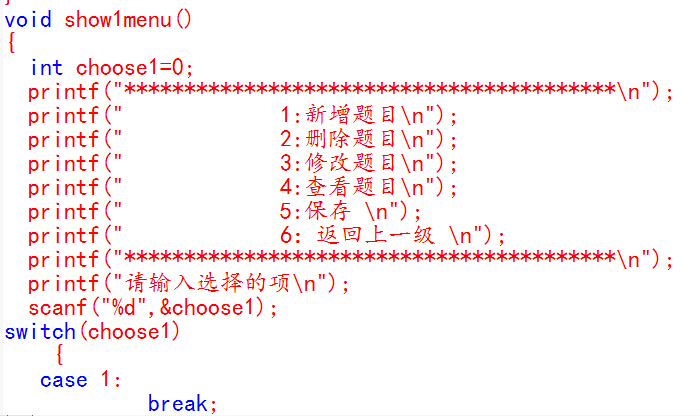 void show1menu()
{
int choose1=0;
printf("*****************************************\n");
printf("             1:新增题目\n");
printf("             2:删除题目\n");
printf("             3:修改题目\n");
printf("             4:查看题目\n");
printf("             5:保存 \n");
printf("             6: 返回上一级 \n");
printf("*****************************************\n");
printf("请输入选择的项\n");
scanf("%d",&choose1);
switch(choose1)
{
case 1:
break;